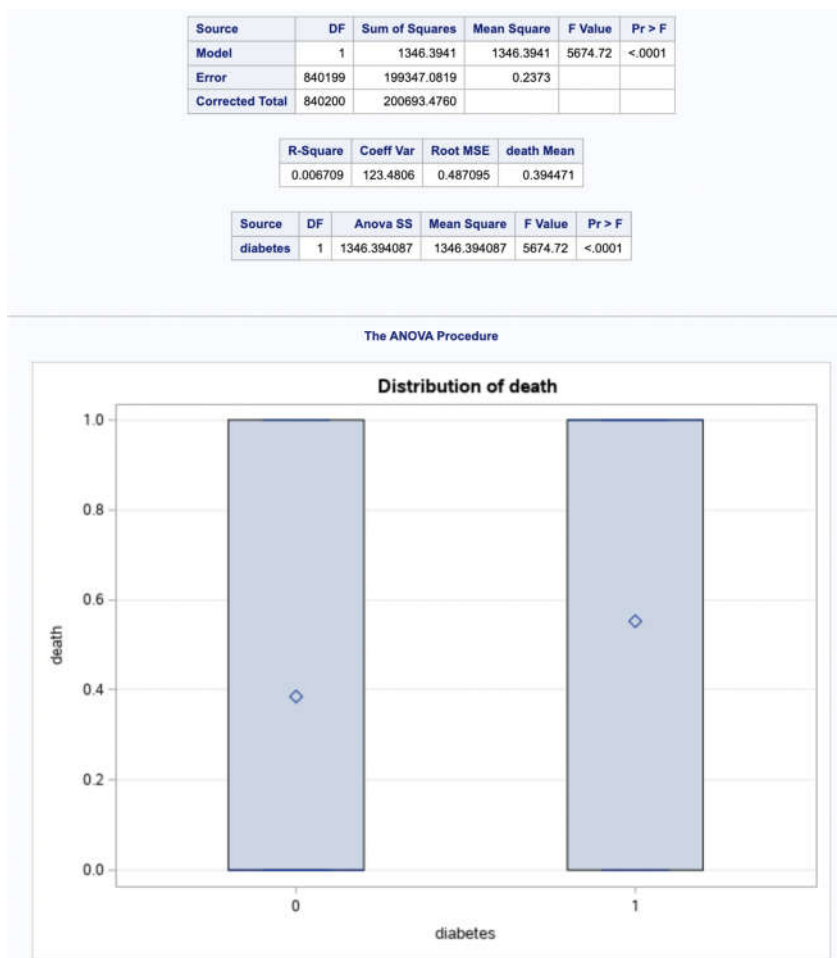 Source DF Sum of Squares Mean Square F Value Pr > F
Model 1 1346.3941 1346.3941 5674.72 <.0001
Error 840199 199347.0819 0.2373
Corrected Total 840200 200693.4760
R-Square Coeff Var Root MSE death Mean
0.006709 123.4806 0.487095 0.394471
Source DF Anova SS Mean Square F Value Pr > F
diabetes 1 1346.394087 1346.394087 5674.72 <.0001
The ANOVA Procedure
Distribution of death
1.0
0.8
0.6
death
0.4
0.2
0.0
0 1
diabetes